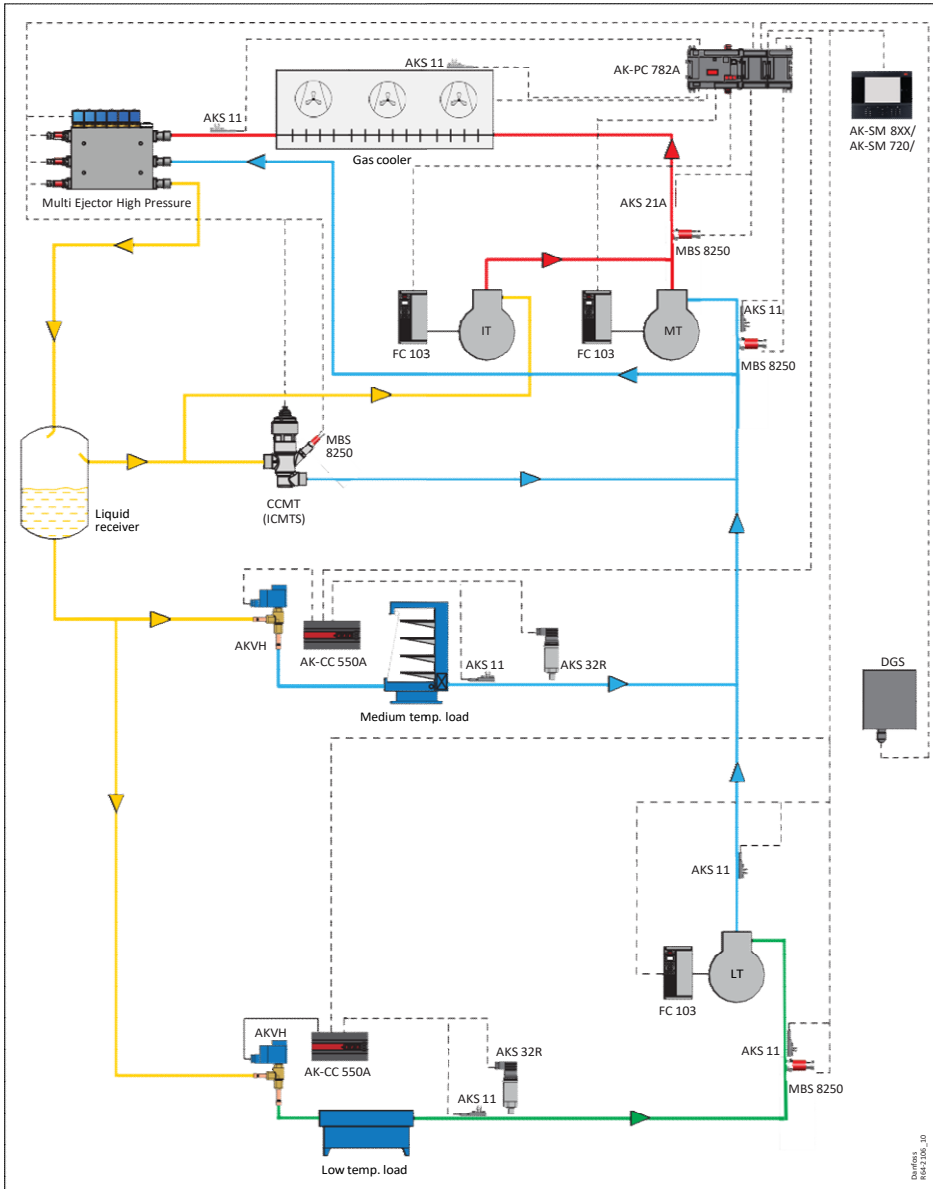 AKS 11
AK-PC 782A
AK-SM 8XX/
AK-SM 720/
AKS 11
Gas cooler
Multi Ejector High Pressure
AKS 21A
MBS 8250
AKS 11
IT
MT
FC 103
FC 103
MBS 8250
MBS
8250
CCMT
(ICMTS)
Liquid
receiver
AKVH
AK-CC 550A
AKS 11
AKS 32R
Medium temp. load
DGS
AKS 11
LT
FC 103
AKVH
AK-CC 550A
AKS 32R
AKS 11
AKS 11
MBS 8250
Low temp. load
Danfoss
R64-2106_10